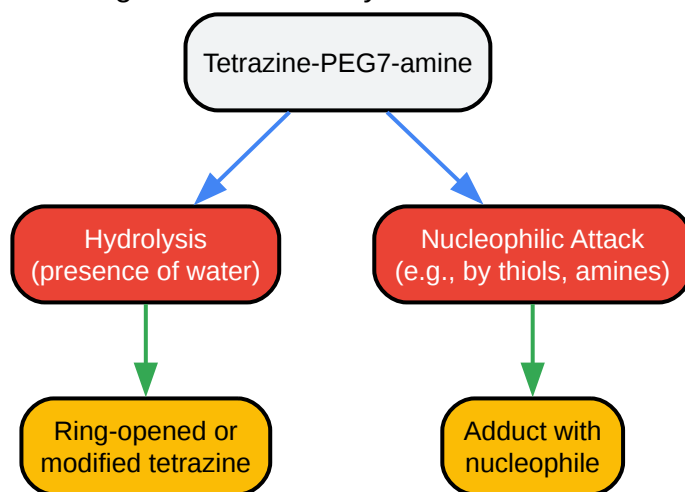 Tetrazine-PEG7-amine
Hydrolysis
(presence of water)
Nucleophilic Attack
(e.g., by thiols, amines)
Ring-opened or
modified tetrazine
Adduct with
nucleophile